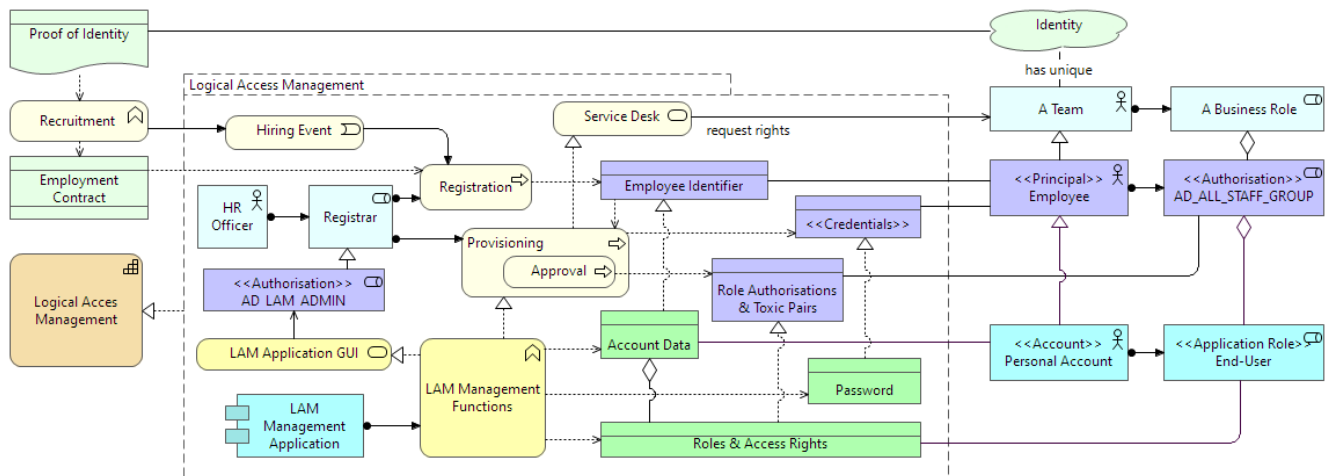 Proof of Identity
Identity
has unique
Logical Access Management
Recruitment
Hiring Event
Service Desk
request rights
A Team
A Business Role
Employment
Contract
Registration
Employee Identifier
<<Principal>>
Employee
<<Authorisation>>
AD_ALL_STAFF_GROUP
HR
Officer
Registrar
Provisioning
Approval
<<Credentials>>
Logical Acces
Management
<<Authorisation>>
AD_LAM_ADMIN
Role Authorisations
& Toxic Pairs
LAM Application GUI
LAM Management
Functions
Account Data
<<Account>>
Personal Account
<<Application Role>>
End-User
Password
LAM
Management
Application
Roles & Access Rights